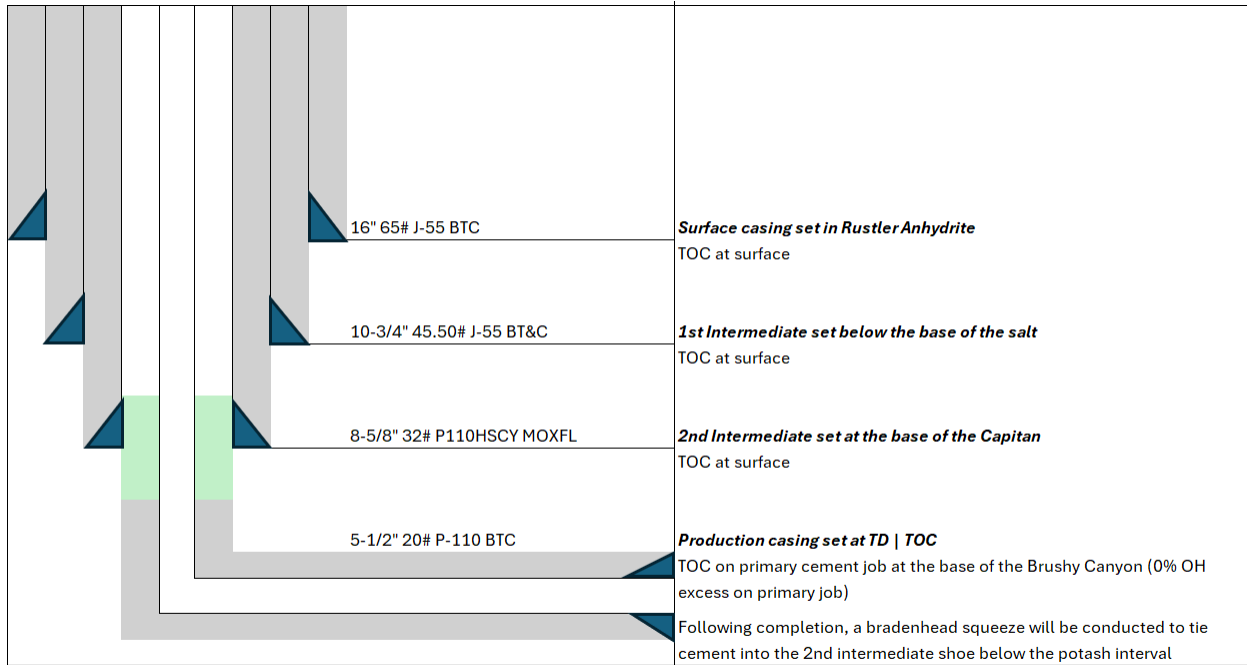 16" 65# J-55 BTC
Surface casing set in Rustler Anhydrite
TOC at surface
10-3/4" 45.50# J-55 BT&C
1st Intermediate set below the base of the salt
TOC at surface
8-5/8" 32# P110HSCY MOXFL
2nd Intermediate set at the base of the Capitan
TOC at surface
5-1/2" 20# P-110 BTC
Production casing set at TD | TOC
TOC on primary cement job at the base of the Brushy Canyon (0% OH
excess on primary job)
Following completion, a bradenhead squeeze will be conducted to tie
cement into the 2nd intermediate shoe below the potash interval